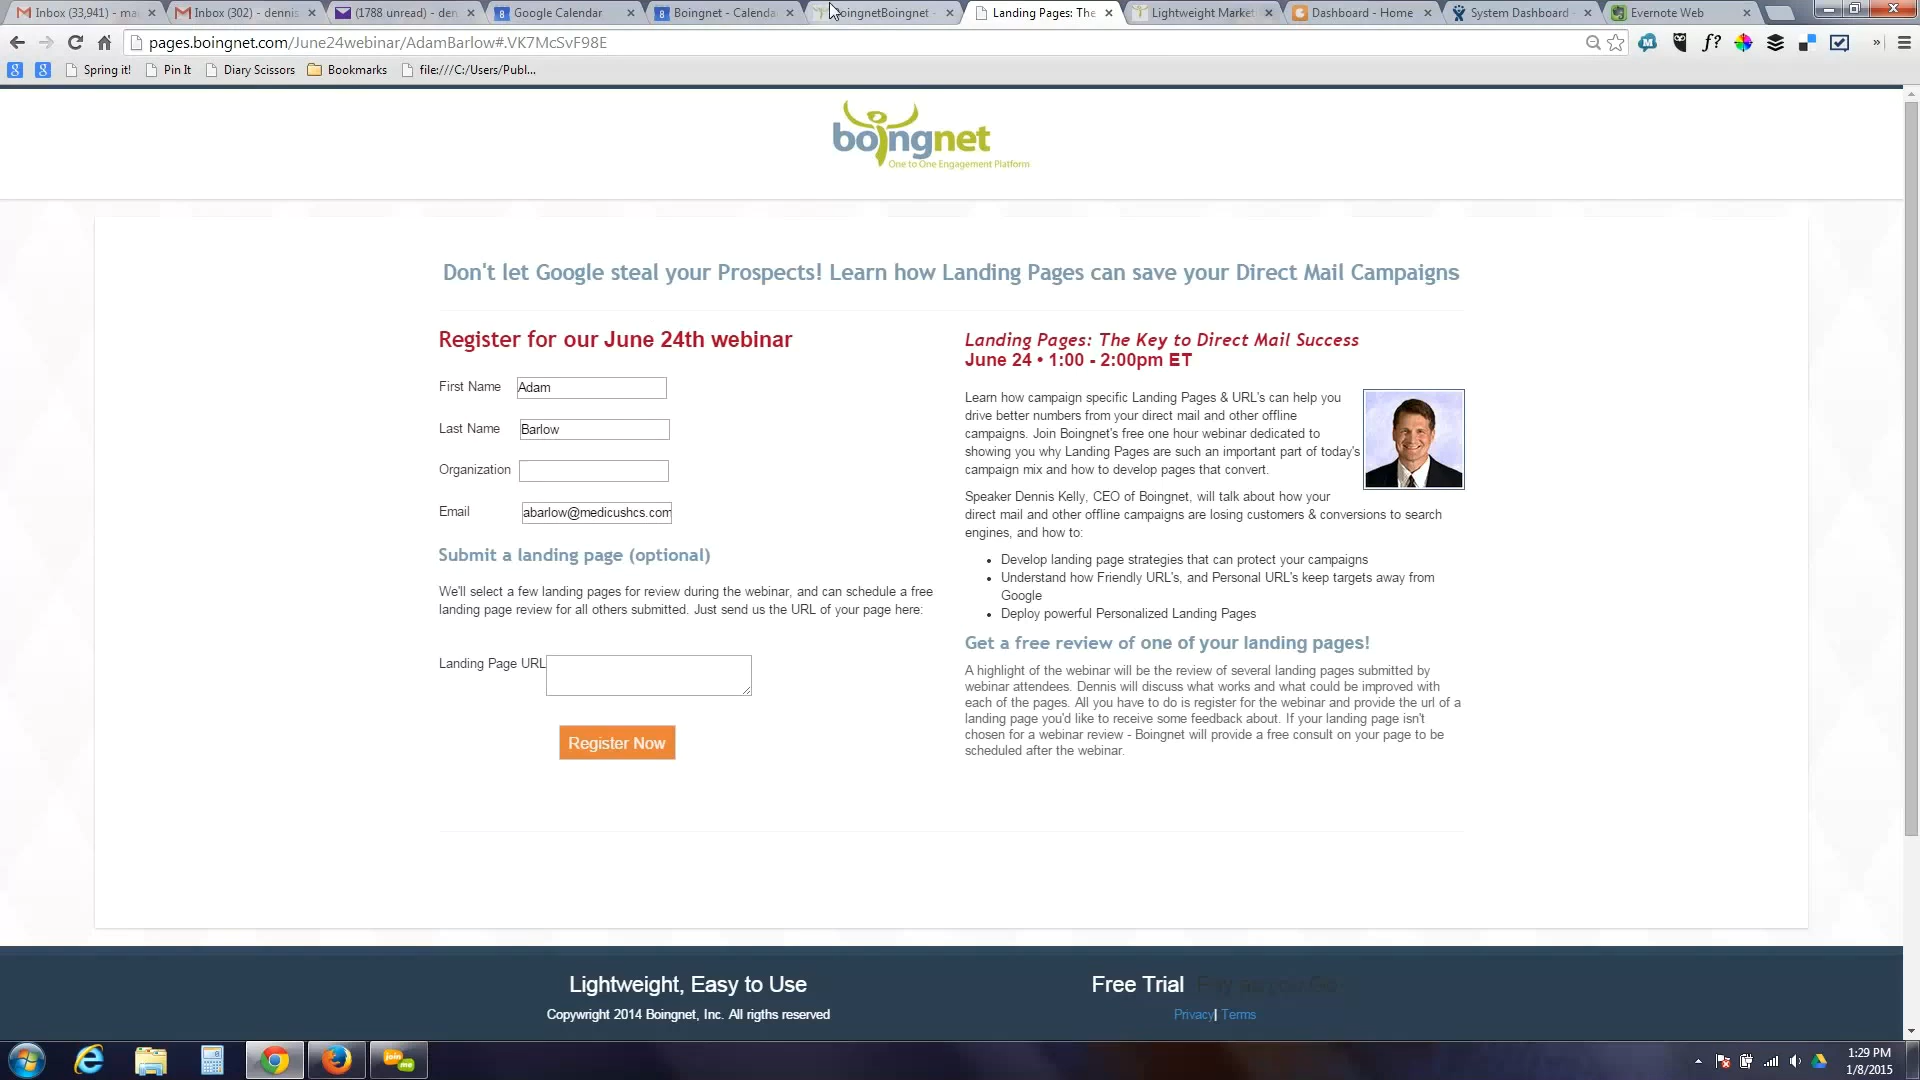 Inbox (33,941) - ma
Inbox (302) - dennis
(1788 unread) - den
Google Calendar
Boingnet - Calenda
BoingnetBoingnet -
Landing Pages: The
Lightweight Market
Dashboard - Home
System Dashboard -
Evernote Web
pages.boingnet.com/June24webinar/AdamBarlow#.VK7McSvF98E
Spring it!
Pin It
Diary Scissors
Bookmarks
file:///C:/Users/Publ...
boingnet
One to One Engagement Platform.
Don't let Google steal your Prospects! Learn how Landing Pages can save your Direct Mail Campaigns
Register for our June 24th webinar
First Name Adam
Last Name Barlow
Organization
Email abarlow@medicushcs.com
Submit a landing page (optional)
We'll select a few landing pages for review during the webinar, and can schedule a free
landing page review for all others submitted. Just send us the URL of your page here:
Landing Page URL
Register Now
Landing Pages: The Key to Direct Mail Success
June 24 • 1:00 - 2:00pm ET
Learn how campaign specific Landing Pages & URL's can help you
drive better numbers from your direct mail and other offline
campaigns. Join Boingnet's free one hour webinar dedicated to
showing you why Landing Pages are such an important part of today's
campaign mix and how to develop pages that convert.
Speaker Dennis Kelly, CEO of Boingnet, will talk about how your
direct mail and other offline campaigns are losing customers & conversions to search
engines, and how to:
• Develop landing page strategies that can protect your campaigns
• Understand how Friendly URL's, and Personal URL's keep targets away from
Google
• Deploy powerful Personalized Landing Pages
Get a free review of one of your landing pages!
A highlight of the webinar will be the review of several landing pages submitted by
webinar attendees. Dennis will discuss what works and what could be improved with
each of the pages. All you have to do is register for the webinar and provide the url of a
landing page you'd like to receive some feedback about. If your landing page isn't
chosen for a webinar review - Boingnet will provide a free consult on your page to be
scheduled after the webinar.
Lightweight, Easy to Use
Copywright 2014 Boingnet, Inc. All rigths reserved
Free Trial Pay as you Go
Privacy| Terms
join
me
1:29 PM
1/8/2015